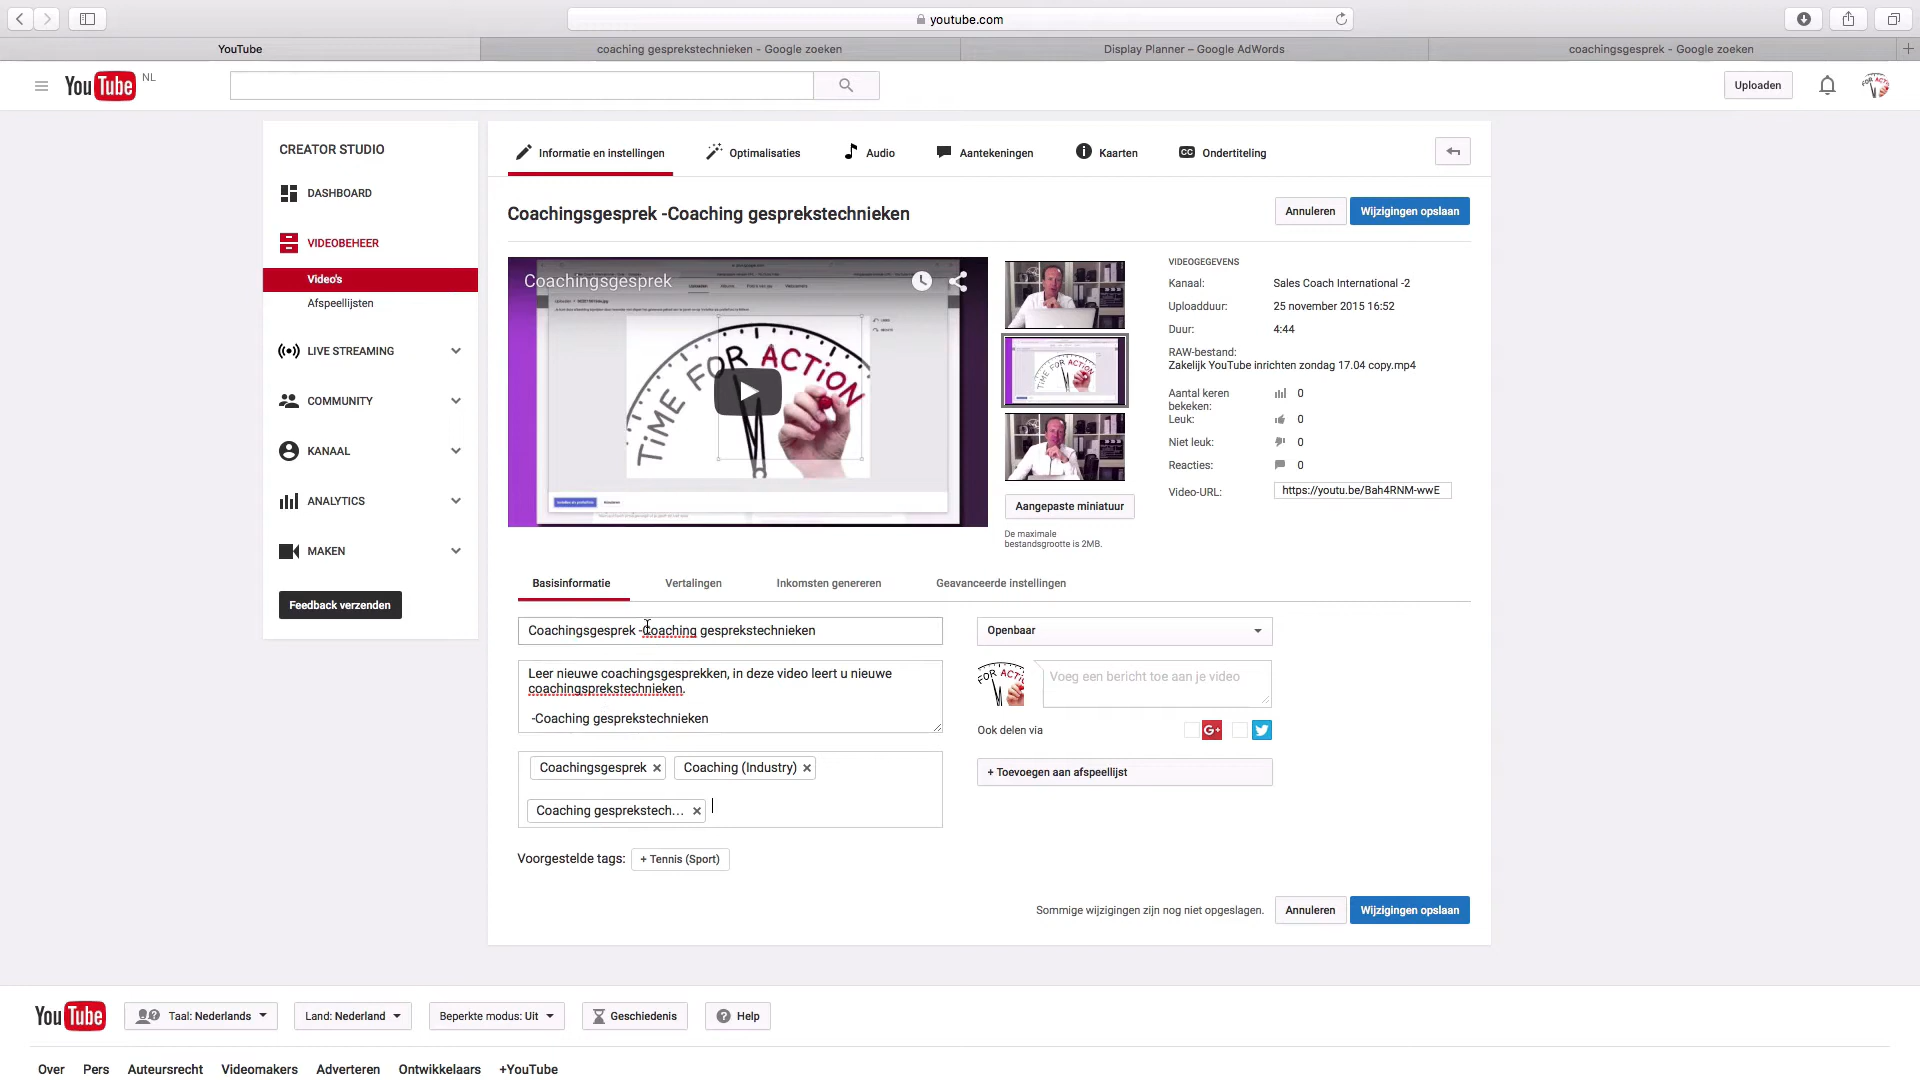 youtube.com
YouTube
coaching gesprekstechnieken - Google zoeken
Display Planner – Google AdWords
coachingsgesprek - Google zoeken
YouTube NL
Uploaden
FOR ACTION
CREATOR STUDIO
DASHBOARD
VIDEOBEHEER
Video's
Afspeellijsten
LIVE STREAMING
COMMUNITY
KANAAL
ANALYTICS
MAKEN
Feedback verzenden
Informatie en instellingen
Optimalisaties
Audio
Aantekeningen
Kaarten
CC Ondertiteling
Coachingsgesprek -Coaching gesprekstechnieken
Annuleren
Wijzigingen opslaan
Coachingsgesprek
TiME FOR ACTiON
Aangepaste miniatuur
De maximale
bestandsgrootte is 2MB.
VIDEOGEGEVENS
Kanaal: Sales Coach International -2
Uploadduur: 25 november 2015 16:52
Duur: 4:44
RAW-bestand:
Zakelijk YouTube inrichten zondag 17.04 copy.mp4
Aantal keren
bekeken: 0
Leuk: 0
Niet leuk: 0
Reacties: 0
Video-URL: https://youtu.be/Bah4RNM-wwE
Basisinformatie
Vertalingen
Inkomsten genereren
Geavanceerde instellingen
Coachingsgesprek -Coaching gesprekstechnieken
Leer nieuwe coachingsgesprekken, in deze video leert u nieuwe
coachingsprekstechnieken.
-Coaching gesprekstechnieken
Coachingsgesprek × Coaching (Industry) ×
Coaching gesprekstech... ×
Voorgestelde tags: + Tennis (Sport)
Openbaar
Voeg een bericht toe aan je video
Ook delen via G+
+ Toevoegen aan afspeellijst
Sommige wijzigingen zijn nog niet opgeslagen.
Annuleren
Wijzigingen opslaan
YouTube
Taal: Nederlands
Land: Nederland
Beperkte modus: Uit
Geschiedenis
Help
Over
Pers
Auteursrecht
Videomakers
Adverteren
Ontwikkelaars
+YouTube